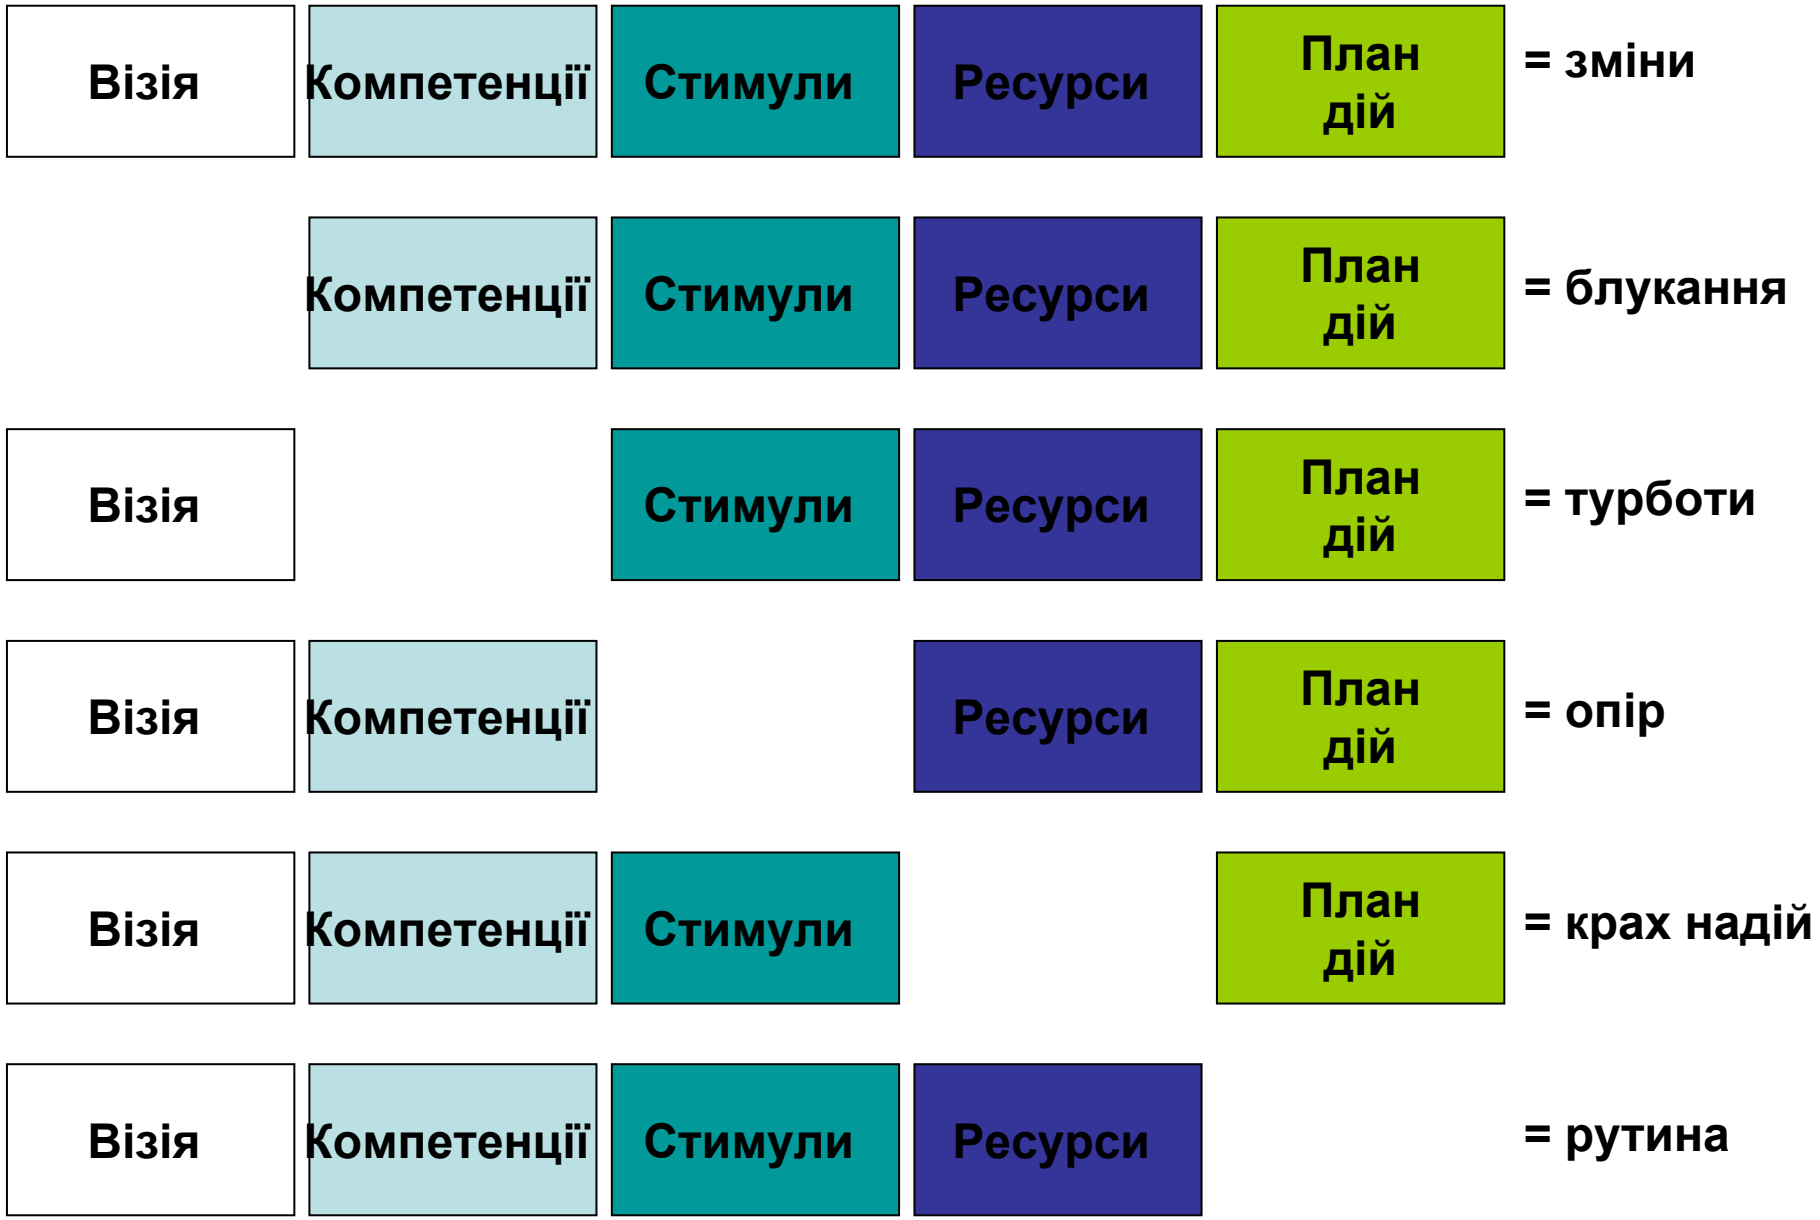 Візія Компетенції Стимули Ресурси План дій = зміни
Компетенції Стимули Ресурси План дій = блукання
Візія Стимули Ресурси План дій = турботи
Візія Компетенції Ресурси План дій = опір
Візія Компетенції Стимули План дій = крах надій
Візія Компетенції Стимули Ресурси = рутина